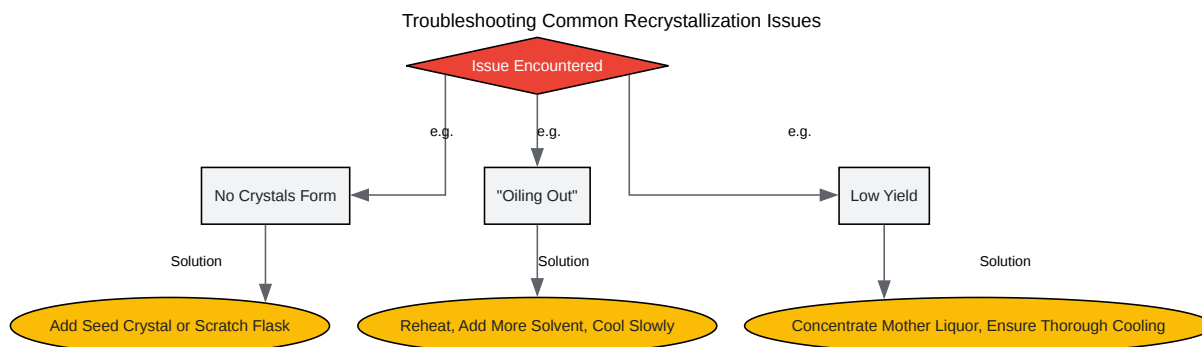 Troubleshooting Common Recrystallization Issues
Issue Encountered
e.g.
e.g.
e.g.
No Crystals Form
"Oiling Out"
Low Yield
Solution
Solution
Solution
Add Seed Crystal or Scratch Flask
Reheat, Add More Solvent, Cool Slowly
Concentrate Mother Liquor, Ensure Thorough Cooling